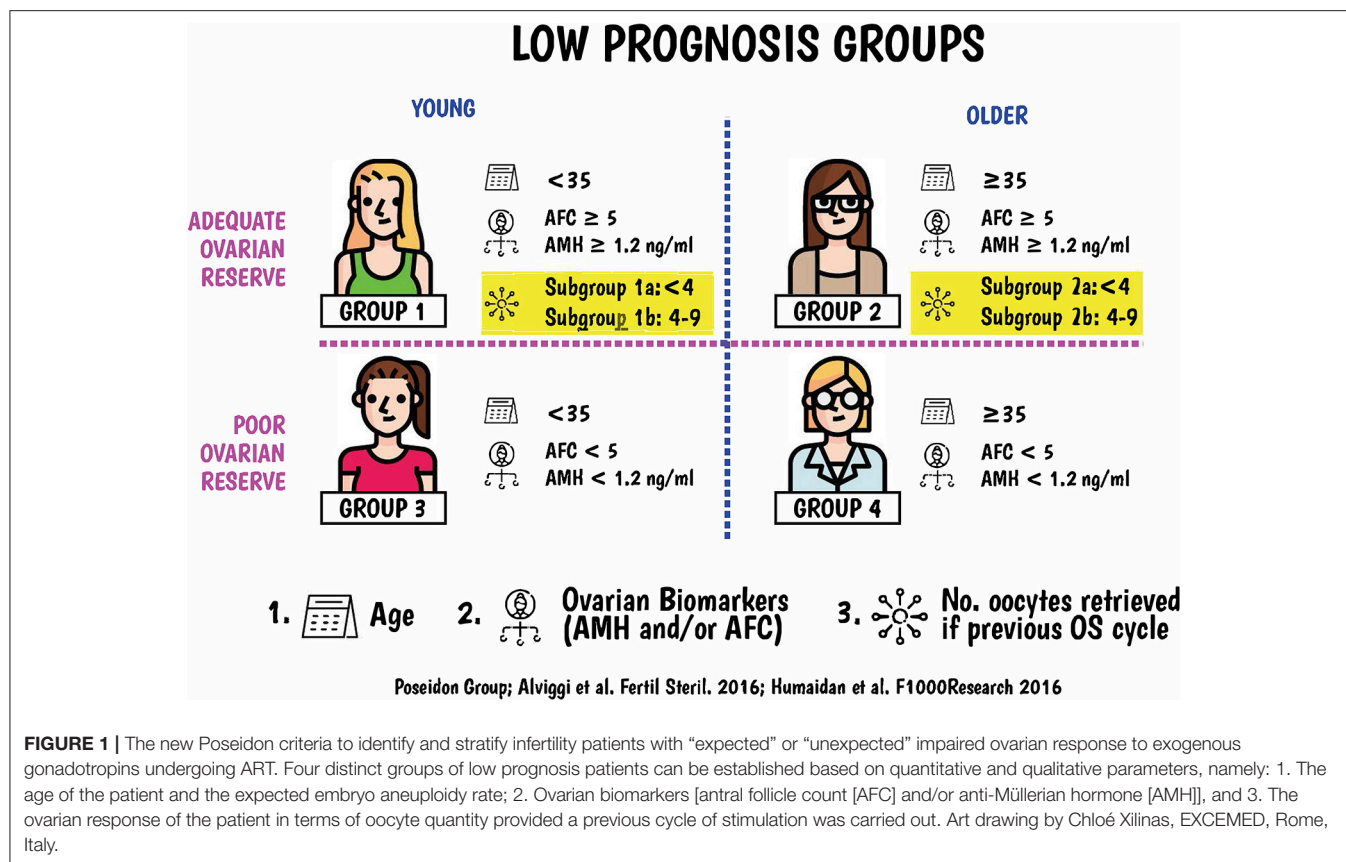 LOW PROGNOSIS GROUPS
YOUNG
OLDER
ADEQUATE
OVARIAN
RESERVE
<35
AFC ≥ 5
AMH ≥ 1.2 ng/ml
Subgroup 1a: <4
Subgroup 1b: 4-9
GROUP 1
≥35
AFC ≥ 5
AMH ≥ 1.2 ng/ml
Subgroup 2a: <4
Subgroup 2b: 4-9
GROUP 2
POOR
OVARIAN
RESERVE
<35
AFC < 5
AMH < 1.2 ng/ml
GROUP 3
≥35
AFC < 5
AMH < 1.2 ng/ml
GROUP 4
1. Age
2. Ovarian Biomarkers
(AMH and/or AFC)
3. No. oocytes retrieved
if previous OS cycle
Poseidon Group; Alviggi et al. Fertil Steril. 2016; Humaidan et al. F1000Research 2016
FIGURE 1 | The new Poseidon criteria to identify and stratify infertility patients with “expected” or “unexpected” impaired ovarian response to exogenous
gonadotropins undergoing ART. Four distinct groups of low prognosis patients can be established based on quantitative and qualitative parameters, namely: 1. The
age of the patient and the expected embryo aneuploidy rate; 2. Ovarian biomarkers [antral follicle count [AFC] and/or anti-Müllerian hormone [AMH]], and 3. The
ovarian response of the patient in terms of oocyte quantity provided a previous cycle of stimulation was carried out. Art drawing by Chloé Xilinas, EXCEMED, Rome,
Italy.